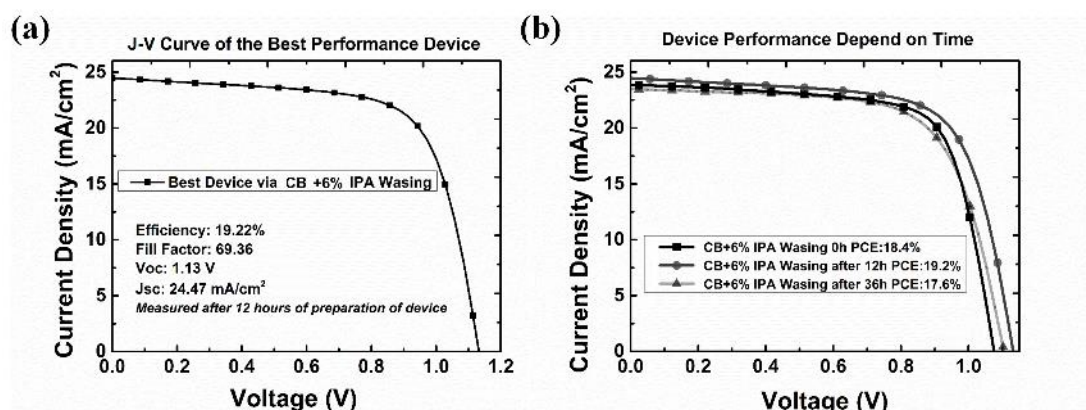 (a)
J-V Curve of the Best Performance Device
25
20
15
10
5
0
Current Density (mA/cm²)
Best Device via CB +6% IPA Wasing
Efficiency: 19.22%
Fill Factor: 69.36
Voc: 1.13 V
Jsc: 24.47 mA/cm²
Measured after 12 hours of preparation of device
0.0 0.2 0.4 0.6 0.8 1.0 1.2
Voltage (V)
(b)
Device Performance Depend on Time
25
20
15
10
5
0
Current Density (mA/cm²)
CB+6% IPA Wasing 0h PCE:18.4%
CB+6% IPA Wasing after 12h PCE:19.2%
CB+6% IPA Wasing after 36h PCE:17.6%
0.0 0.2 0.4 0.6 0.8 1.0
Voltage (V)